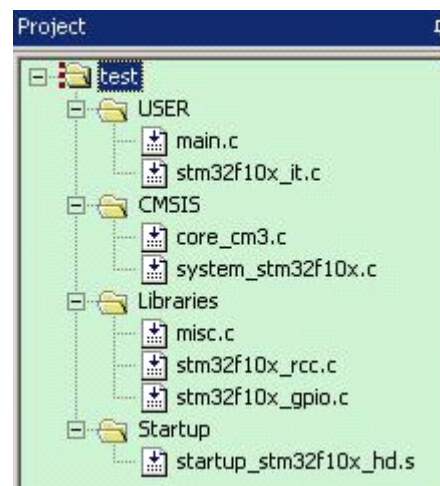 Project
test
USER
main.c
stm32f10x_it.c
CMSIS
core_cm3.c
system_stm32f10x.c
Libraries
misc.c
stm32f10x_rcc.c
stm32f10x_gpio.c
Startup
startup_stm32f10x_hd.s